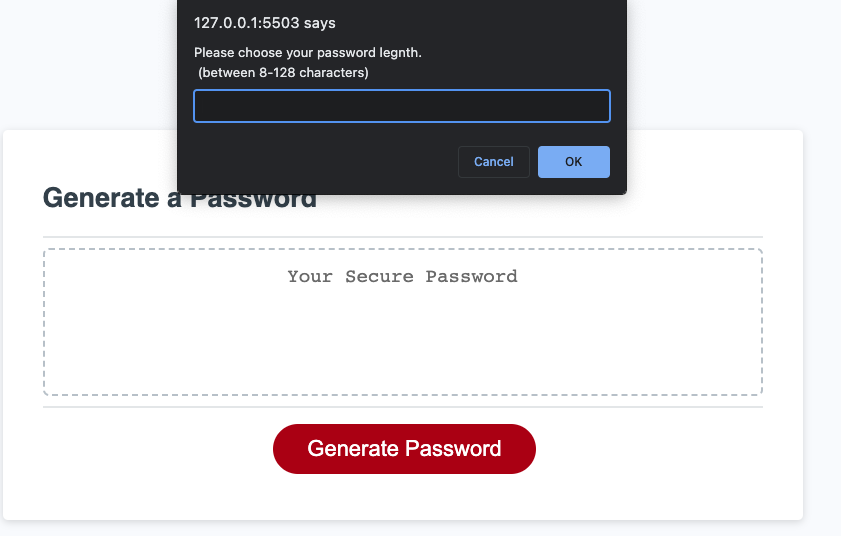 127.0.0.1:5503 says
Please choose your password legnth.
(between 8-128 characters)
Cancel
OK
Generate a Password
Your Secure Password
Generate Password